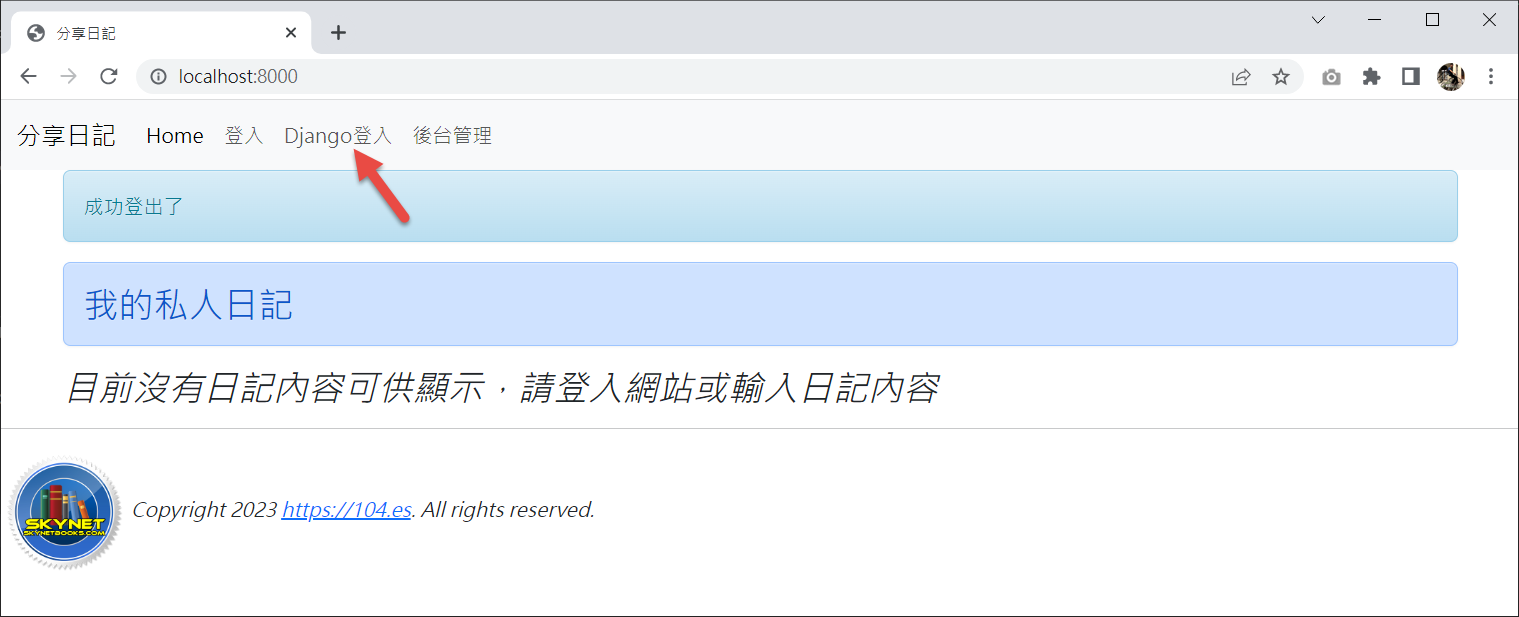 分享日記
localhost:8000
分享日記 Home 登入 Django登入 後台管理
成功登出了
我的私人日記
目前沒有日記內容可供顯示，請登入網站或輸入日記內容
SKYNET
SKYNETBOOKS.COM
Copyright 2023 https://104.es. All rights reserved.